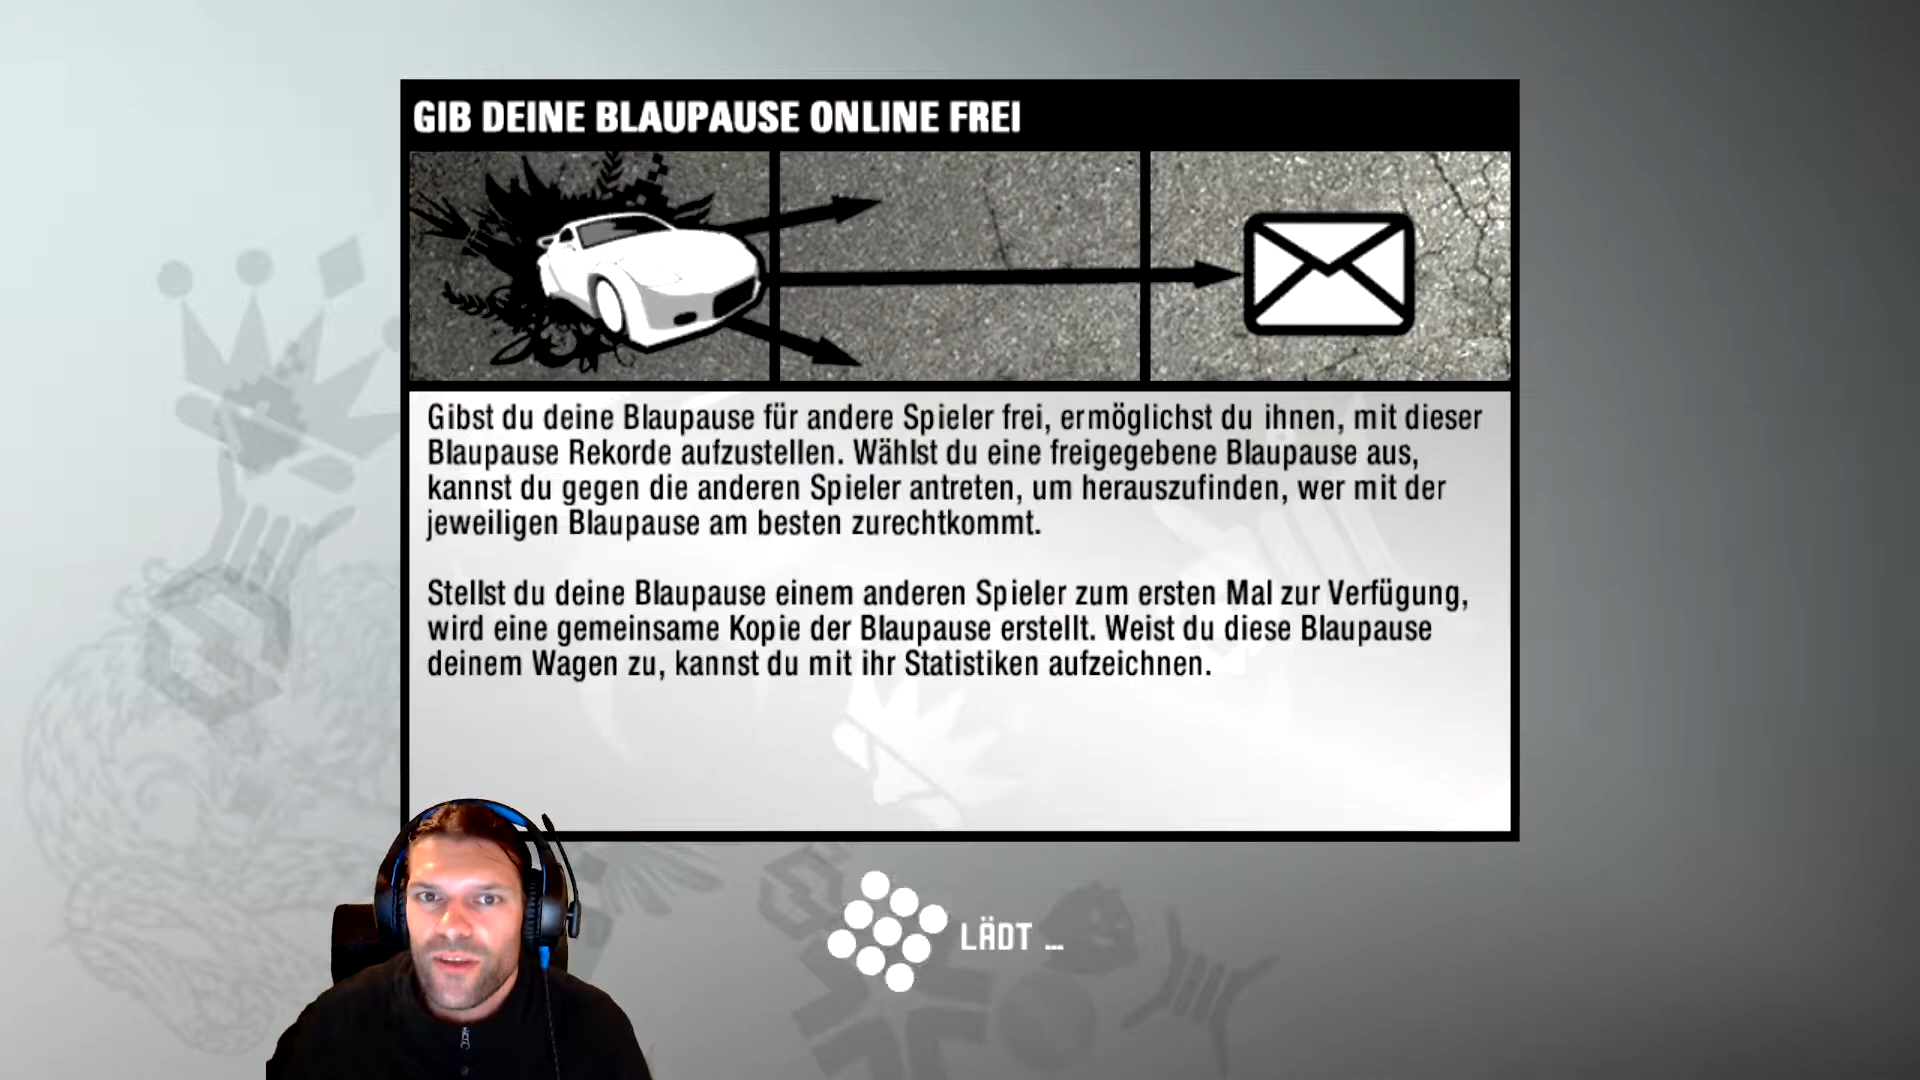 GIB DEINE BLAUPAUSE ONLINE FREI
Gibst du deine Blaupause für andere Spieler frei, ermöglichst du ihnen, mit dieser
Blaupause Rekorde aufzustellen. Wählst du eine freigegebene Blaupause aus,
kannst du gegen die anderen Spieler antreten, um herauszufinden, wer mit der
jeweiligen Blaupause am besten zurechtkommt.
Stellst du deine Blaupause einem anderen Spieler zum ersten Mal zur Verfügung,
wird eine gemeinsame Kopie der Blaupause erstellt. Weist du diese Blaupause
deinem Wagen zu, kannst du mit ihr Statistiken aufzeichnen.
LÄDT ...